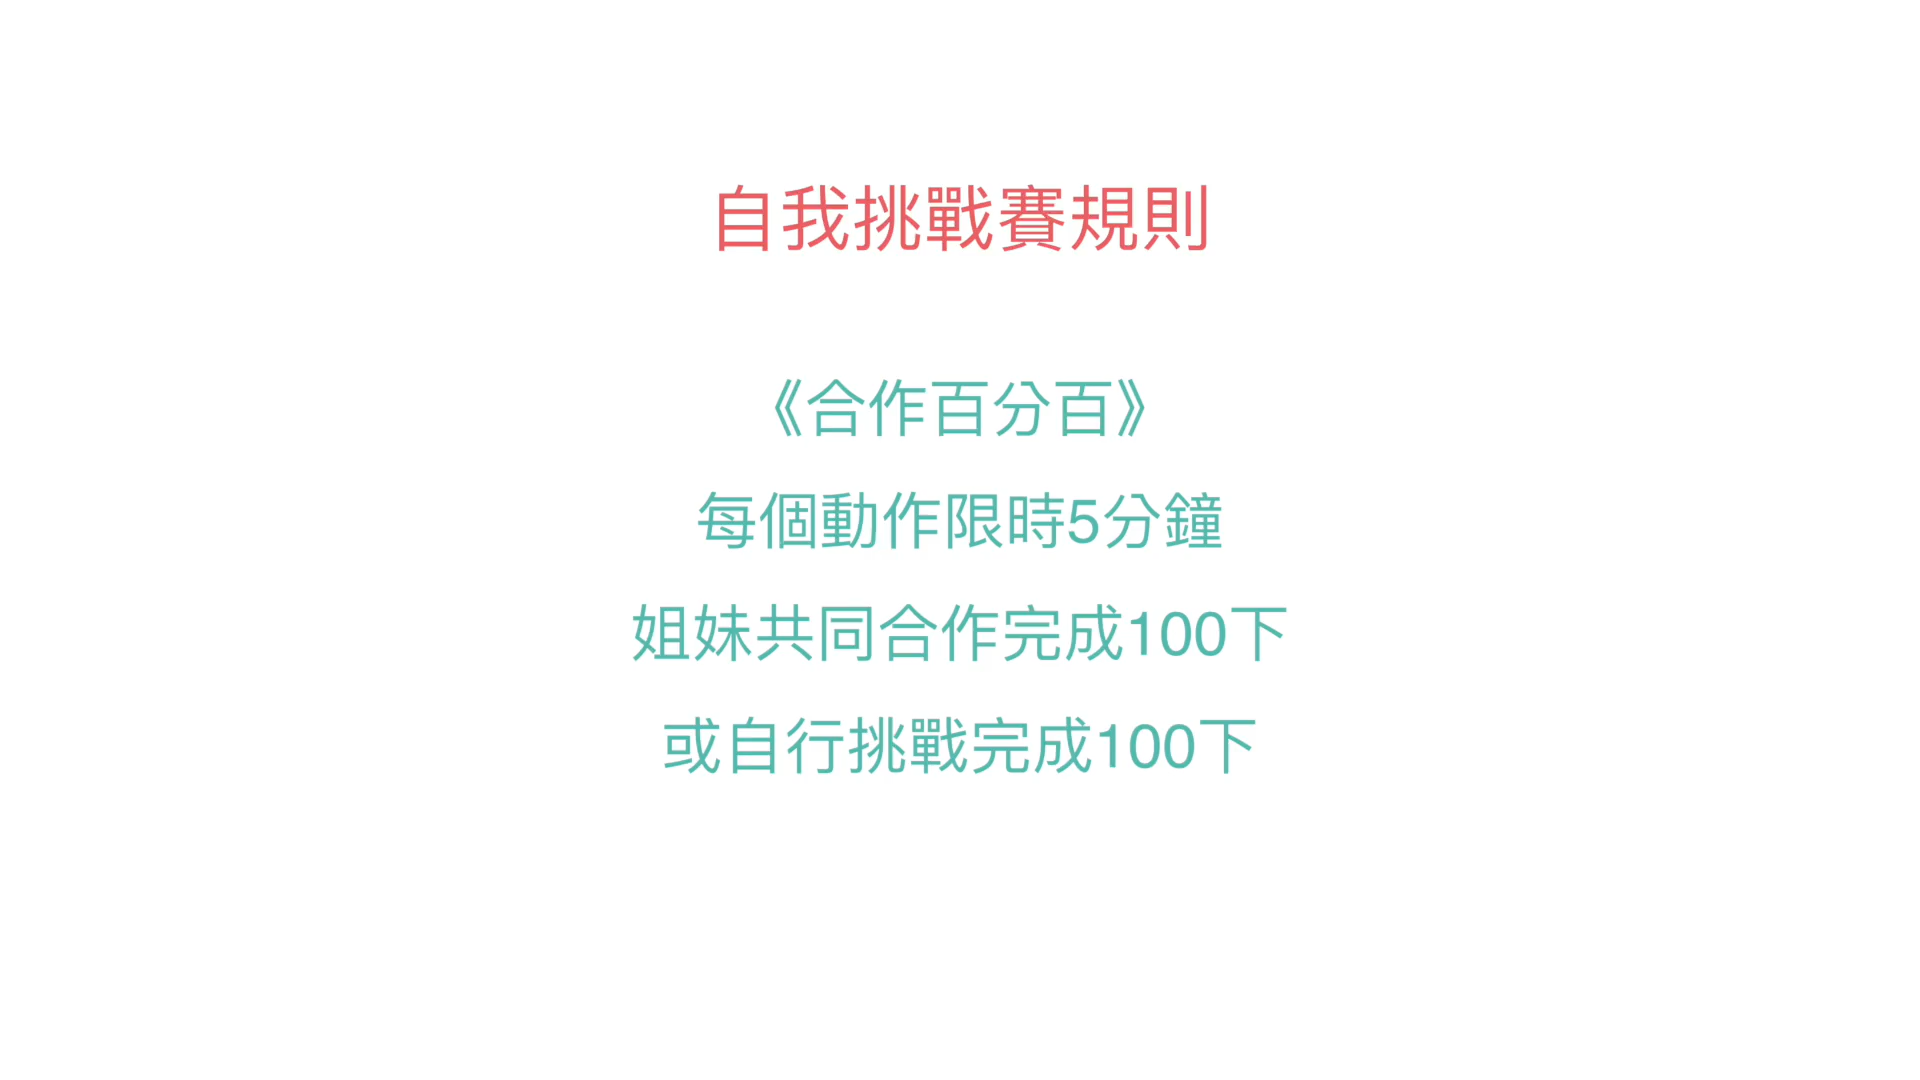 自我挑戰賽規則
《合作百分百》
每個動作限時5分鐘
姐妹共同合作完成100下
或自行挑戰完成100下